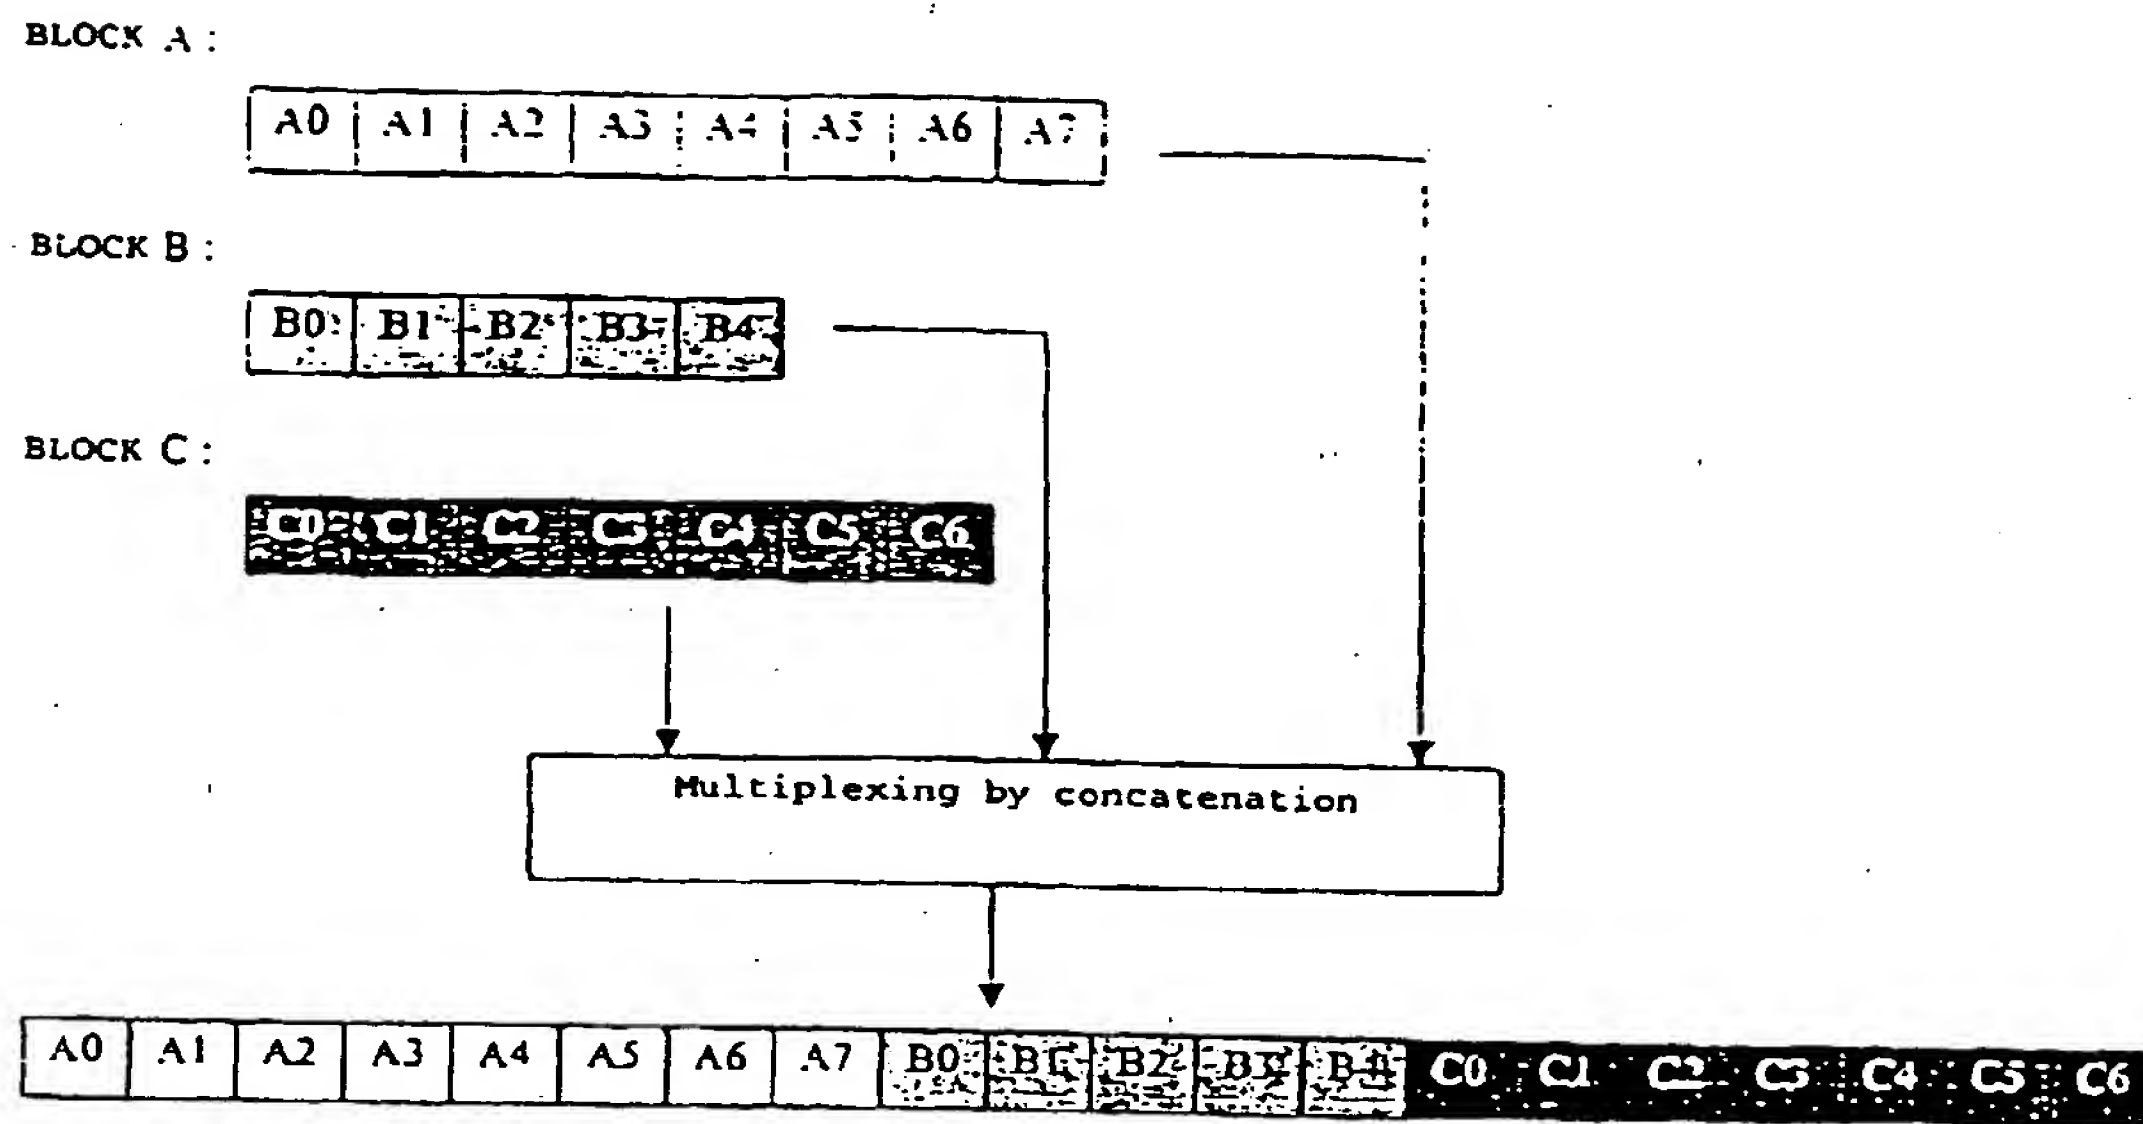 BLOCK A :
A0 A1 A2 A3 A4 A5 A6 A7
BLOCK B :
B0 B1 B2 B3 B4
BLOCK C :
C0 C1 C2 C3 C4 C5 C6
Multiplexing by concatenation
A0 A1 A2 A3 A4 A5 A6 A7 B0 B1 B2 B3 B4 C0 C1 C2 C3 C4 C5 C6